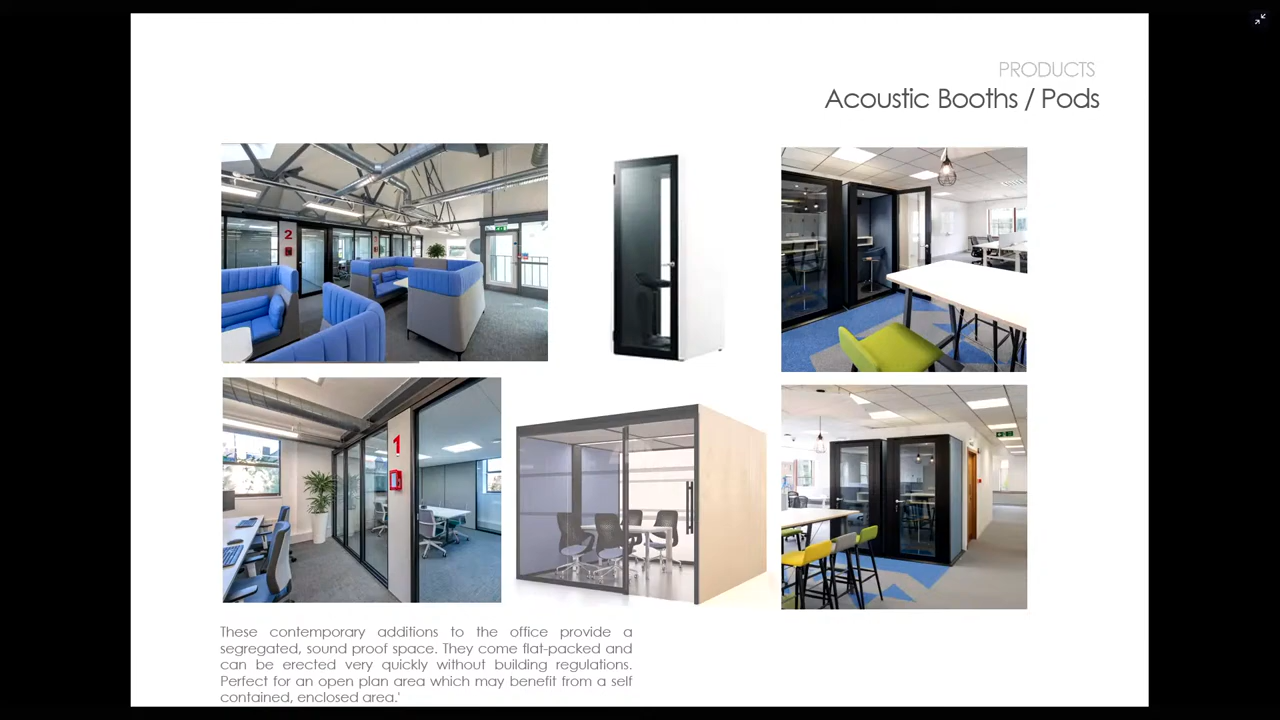 PRODUCTS
Acoustic Booths / Pods
2
1
These contemporary additions to the office provide a
segregated, sound proof space. They come flat-packed and
can be erected very quickly without building regulations.
Perfect for an open plan area which may benefit from a self
contained, enclosed area.'